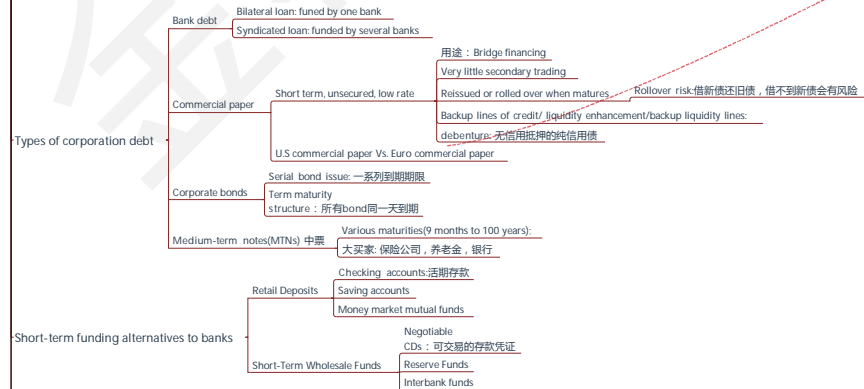 Bilateral loan: funed by one bank
Bank debt
Syndicated loan: funded by several banks
用途：Bridge financing
Very little secondary trading
Short term, unsecured, low rate
Reissued or rolled over when matures
Rollover risk:借新债还旧债，借不到新债会有风险
Commercial paper
Backup lines of credit/ liquidity enhancement/backup liquidity lines:
debenture: 无信用抵押的纯信用债
Types of corporation debt
U.S commercial paper Vs. Euro commercial paper
Serial bond issue: 一系列到期期限
Corporate bonds
Term maturity
structure：所有bond同一天到期
Various maturities(9 months to 100 years):
Medium-term notes(MTNs) 中票
大买家: 保险公司，养老金，银行
Checking accounts:活期存款
Retail Deposits
Saving accounts
Money market mutual funds
Short-term funding alternatives to banks
Negotiable
CDs：可交易的存款凭证
Short-Term Wholesale Funds
Reserve Funds
Interbank funds